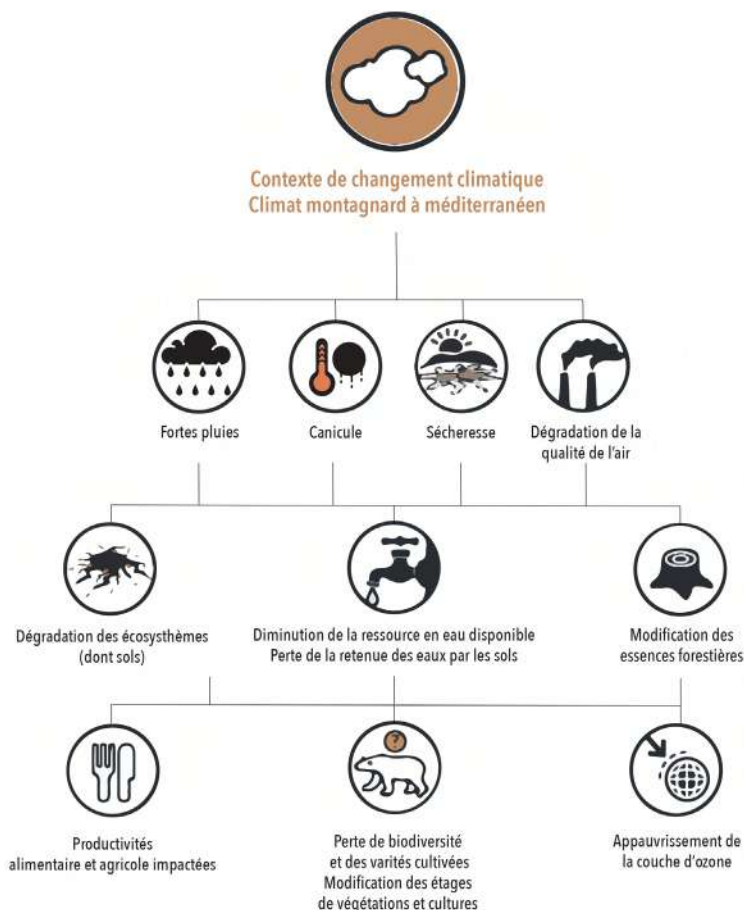 Contexte de changement climatique
Climat montagnard à méditerranéen
Fortes pluies
Canicule
Sécheresse
Dégradation de la
qualité de l'air
Dégradation des écosysthèmes
(dont sols)
Diminution de la ressource en eau disponible
Perte de la retenue des eaux par les sols
Modification des
essences forestières
?
Productivités
alimentaire et agricole impactées
Perte de biodiversité
et des varités cultivées
Modification des étages
de végétations et cultures
Appauvrissement de
la couche d'ozone